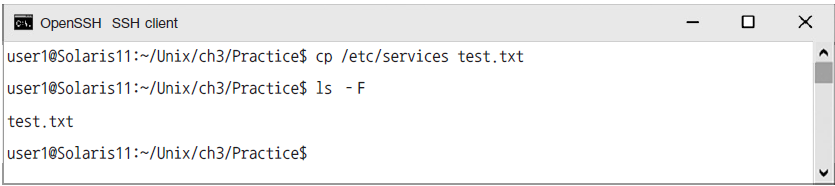 OpenSSH SSH client
user1@Solaris11:~/Unix/ch3/Practice$ cp /etc/services test.txt
user1@Solaris11:~/Unix/ch3/Practice$ ls -F
test.txt
user1@Solaris11:~/Unix/ch3/Practice$